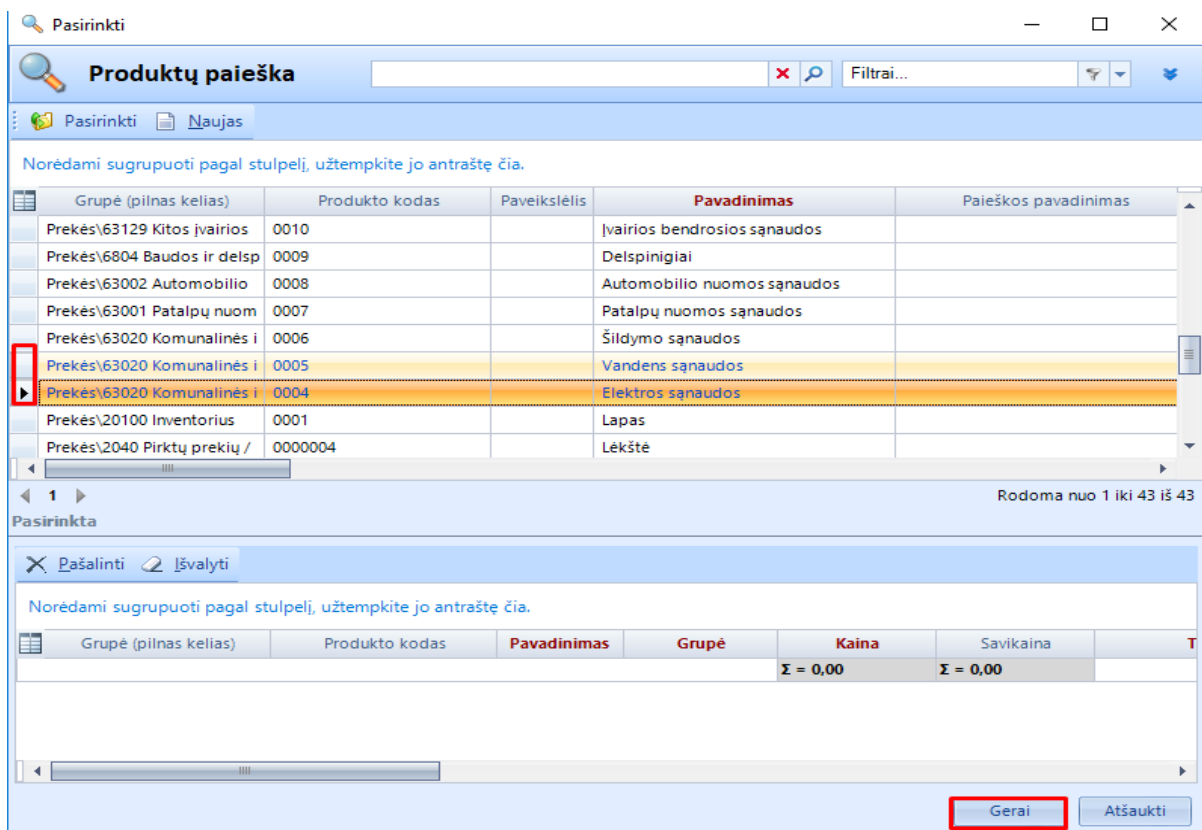 Pasirinkti
Produktų paieška
Filtrai...
Pasirinkti Naujas
Norėdami sugrupuoti pagal stulpelį, užtempkite jo antraštę čia.
Grupė (pilnas kelias) Produkto kodas Paveikslėlis Pavadinimas Paieškos pavadinimas
Prekės\63129 Kitos įvairios 0010 Įvairios bendrosios sąnaudos
Prekės\6804 Baudos ir delsp 0009 Delspinigiai
Prekės\63002 Automobilio 0008 Automobilio nuomos sąnaudos
Prekės\63001 Patalpų nuom 0007 Patalpų nuomos sąnaudos
Prekės\63020 Komunalinės i 0006 Šildymo sąnaudos
Prekės\63020 Komunalinės i 0005 Vandens sąnaudos
Prekės\63020 Komunalinės i 0004 Elektros sąnaudos
Prekės\20100 Inventorius 0001 Lapas
Prekės\2040 Pirktų prekių / 0000004 Lėkštė
1 Rodoma nuo 1 iki 43 iš 43
Pasirinkta
Pašalinti Išvalyti
Norėdami sugrupuoti pagal stulpelį, užtempkite jo antraštę čia.
Grupė (pilnas kelias) Produkto kodas Pavadinimas Grupė Kaina Savikaina T
Σ = 0,00 Σ = 0,00
Gerai Atšaukti